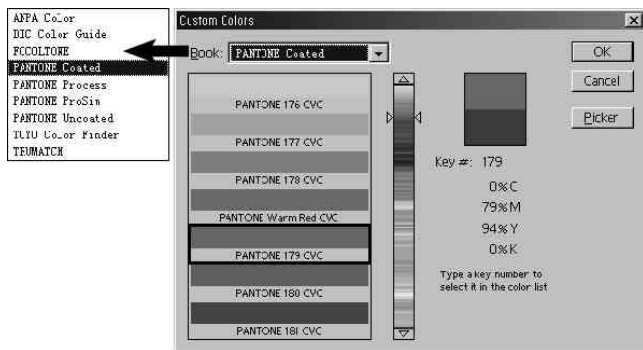 ANPA Color
DIC Color Guide
FOCOLTONE
PANTONE Coated
PANTONE Process
PANTONE ProSim
PANTONE Uncoated
TOYO Color Finder
TRUMATCH
Custom Colors
Book: PANTONE Coated
OK
Cancel
Picker
PANTONE 176 CVC
PANTONE 177 CVC
PANTONE 178 CVC
PANTONE Warm Red CVC
PANTONE 179 CVC
PANTONE 180 CVC
PANTONE 181 CVC
Key #: 179
0% C
79% M
94% Y
0% K
Type a key number to
select it in the color list